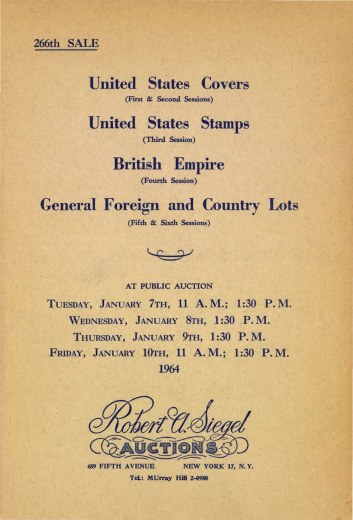 266th SALE
United States Covers
(First & Second Sessions)
United States Stamps
(Third Session)
British Empire
(Fourth Session)
General Foreign and Country Lots
(Fifth & Sixth Sessions)
AT PUBLIC AUCTION
Tuesday, January 7th, 11 A.M.; 1:30 P.M.
Wednesday, January 8th, 1:30 P.M.
Thursday, January 9th, 1:30 P.M.
Friday, January 10th, 11 A.M.; 1:30 P.M.
1964
Robert A. Siegel
AUCTIONS
689 FIFTH AVENUE NEW YORK 17, N.Y.
Tel.: MUrray Hill 2-0980